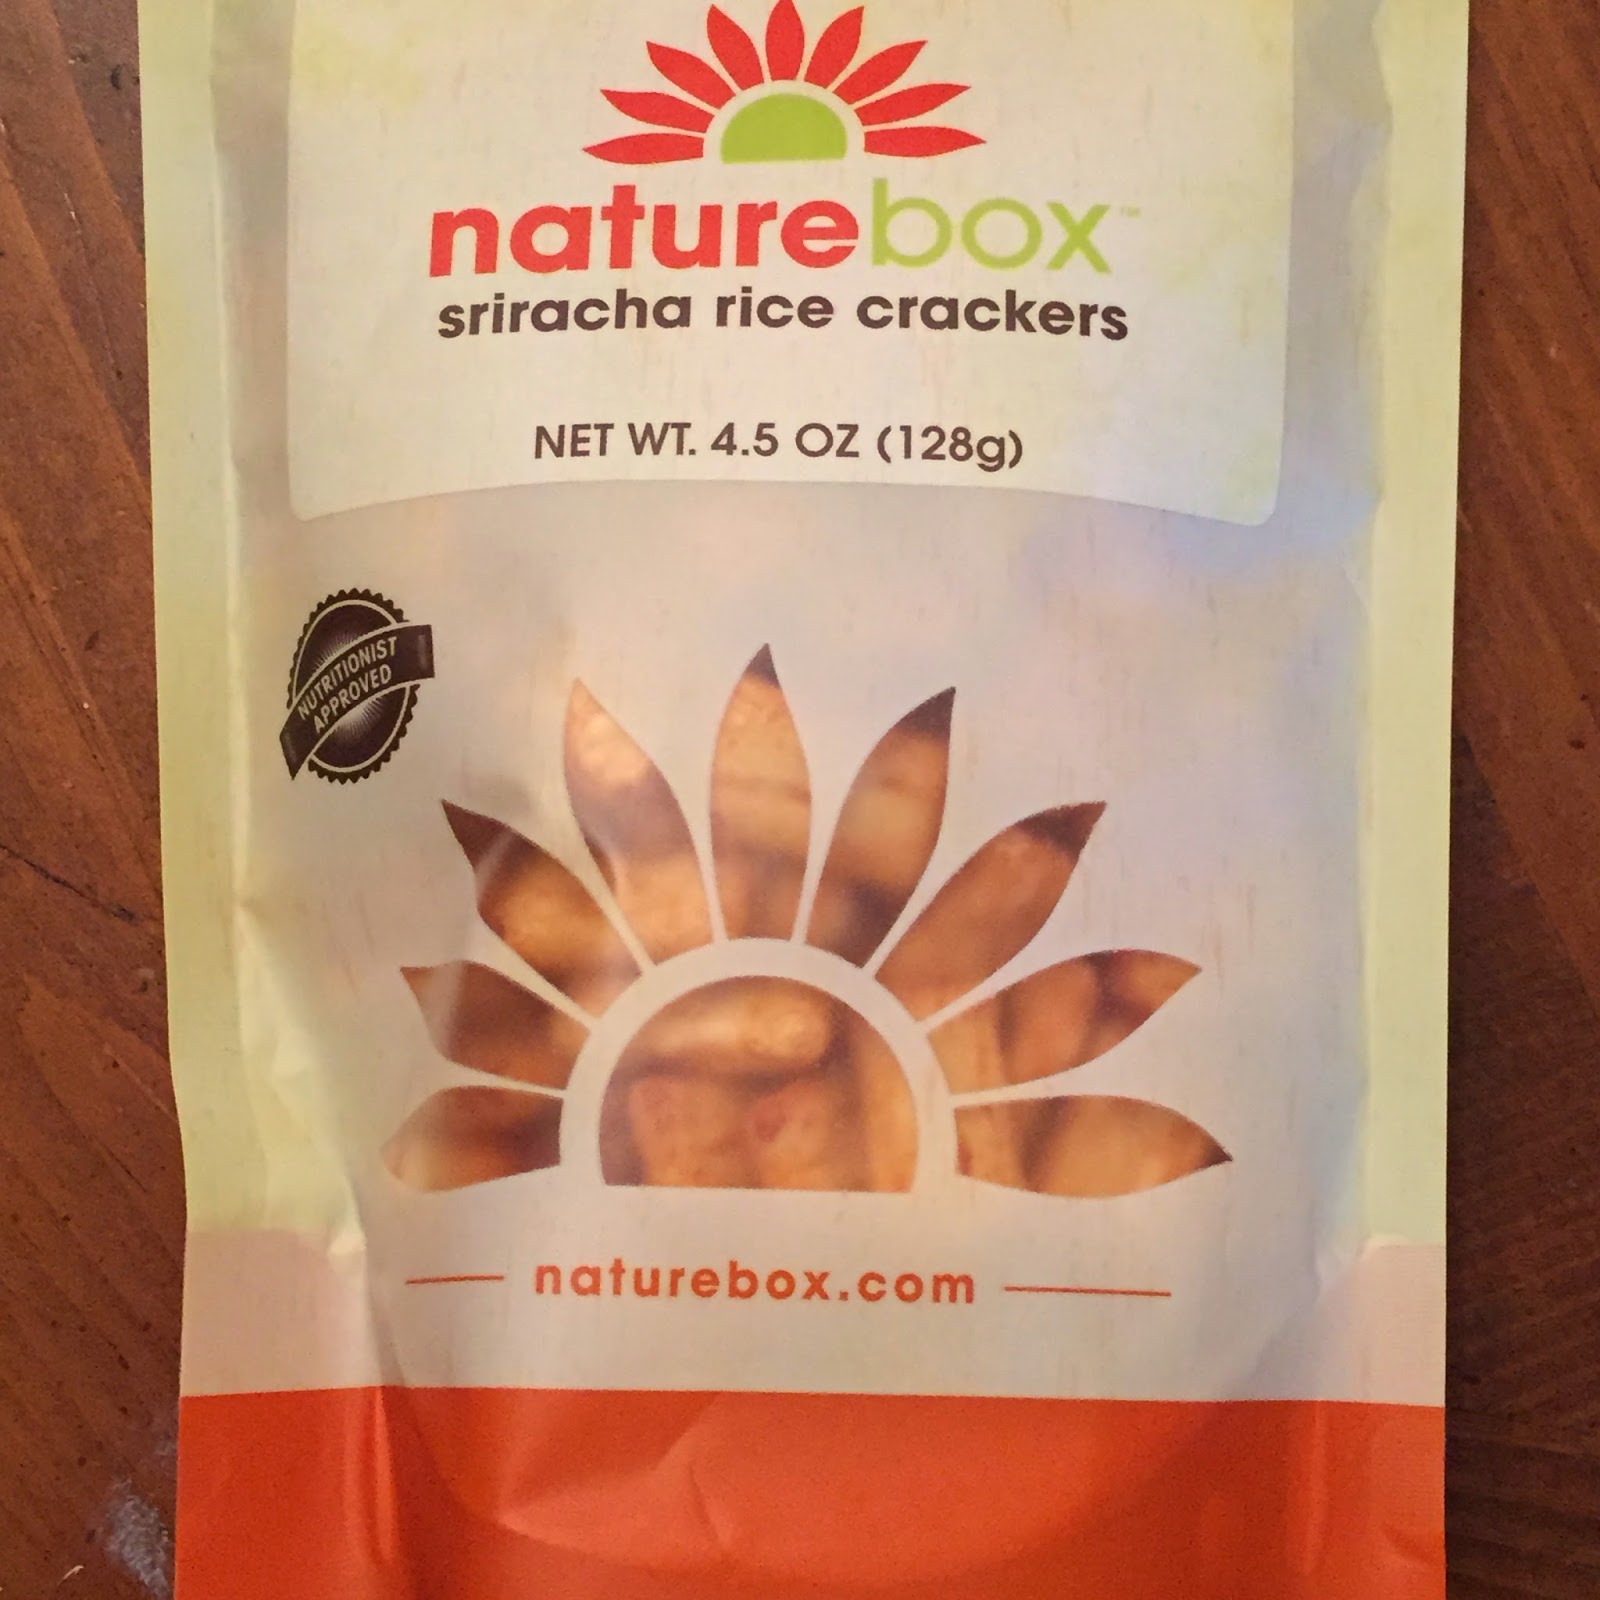 naturebox™
sriracha rice crackers
NET WT. 4.5 OZ (128g)
NUTRITIONIST
APPROVED
naturebox.com